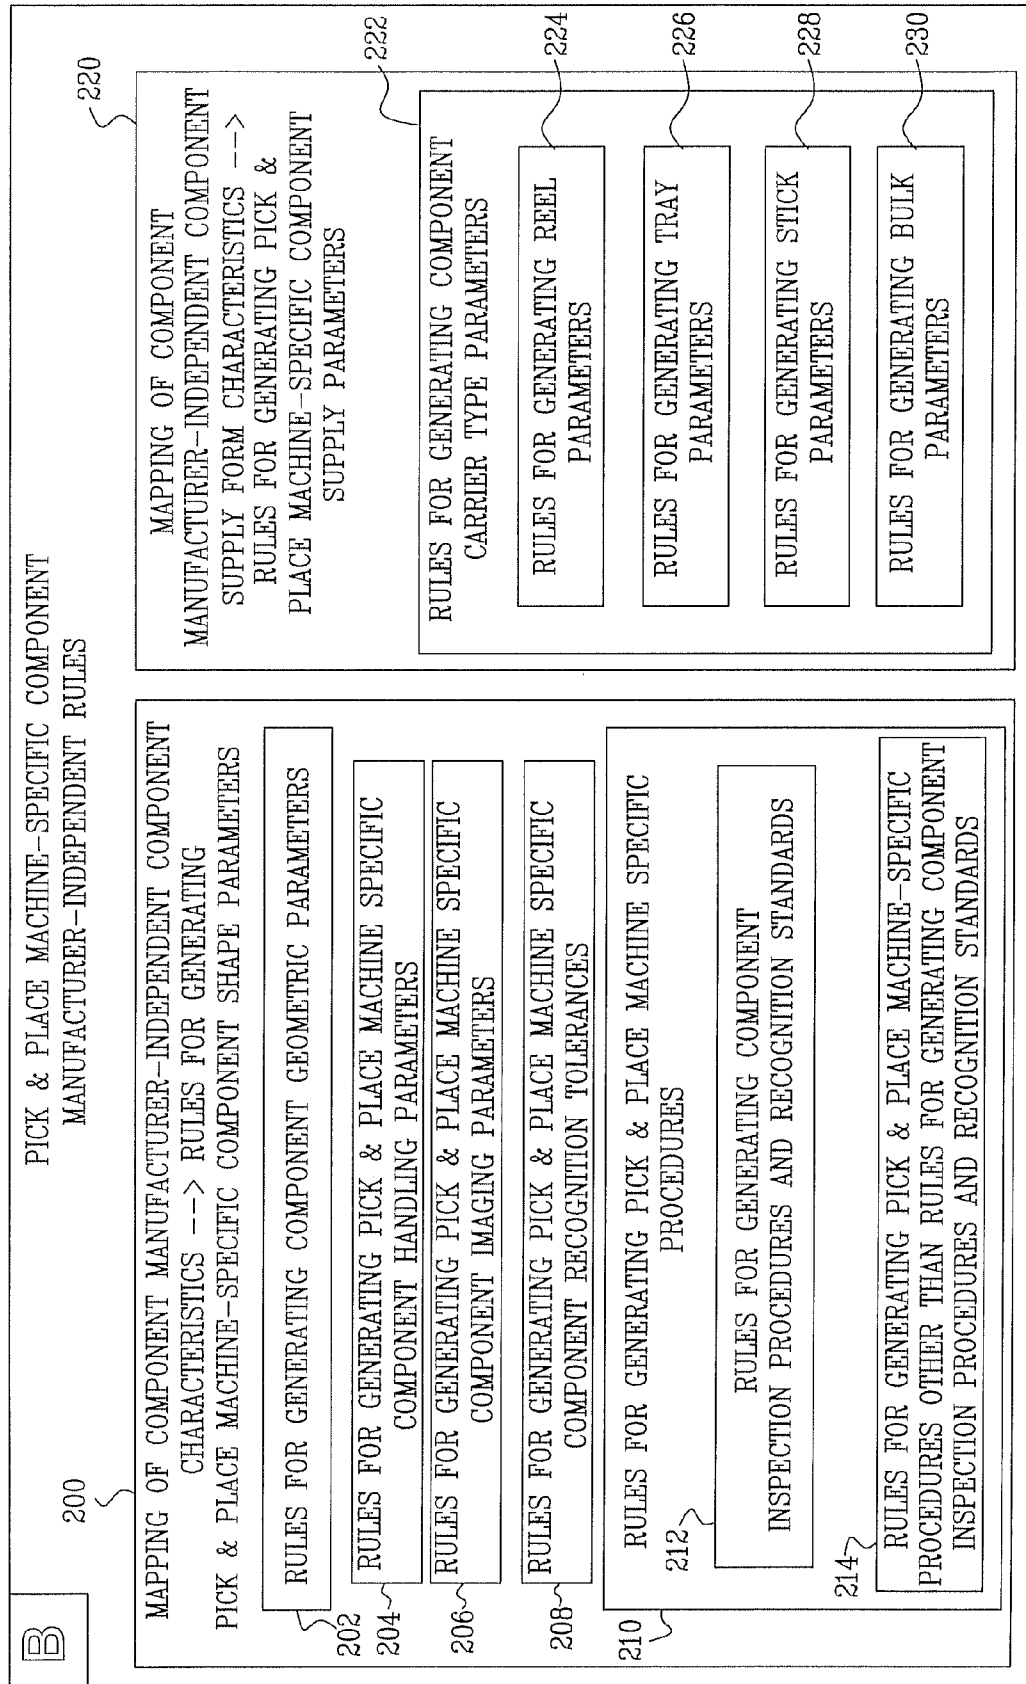 B
PICK & PLACE MACHINE-SPECIFIC COMPONENT
MANUFACTURER-INDEPENDENT RULES
200
MAPPING OF COMPONENT MANUFACTURER-INDEPENDENT COMPONENT
CHARACTERISTICS --> RULES FOR GENERATING
PICK & PLACE MACHINE-SPECIFIC COMPONENT SHAPE PARAMETERS
RULES FOR GENERATING COMPONENT GEOMETRIC PARAMETERS
202
RULES FOR GENERATING PICK & PLACE MACHINE SPECIFIC
COMPONENT HANDLING PARAMETERS
204
RULES FOR GENERATING PICK & PLACE MACHINE SPECIFIC
COMPONENT IMAGING PARAMETERS
206
RULES FOR GENERATING PICK & PLACE MACHINE SPECIFIC
COMPONENT RECOGNITION TOLERANCES
208
RULES FOR GENERATING PICK & PLACE MACHINE SPECIFIC
PROCEDURES
210
212
RULES FOR GENERATING COMPONENT
INSPECTION PROCEDURES AND RECOGNITION STANDARDS
214
RULES FOR GENERATING PICK & PLACE MACHINE-SPECIFIC
PROCEDURES OTHER THAN RULES FOR GENERATING COMPONENT
INSPECTION PROCEDURES AND RECOGNITION STANDARDS
220
MAPPING OF COMPONENT
MANUFACTURER-INDEPENDENT COMPONENT
SUPPLY FORM CHARACTERISTICS -->
RULES FOR GENERATING PICK &
PLACE MACHINE-SPECIFIC COMPONENT
SUPPLY PARAMETERS
222
RULES FOR GENERATING COMPONENT
CARRIER TYPE PARAMETERS
RULES FOR GENERATING REEL
PARAMETERS
224
RULES FOR GENERATING TRAY
PARAMETERS
226
RULES FOR GENERATING STICK
PARAMETERS
228
RULES FOR GENERATING BULK
PARAMETERS
230